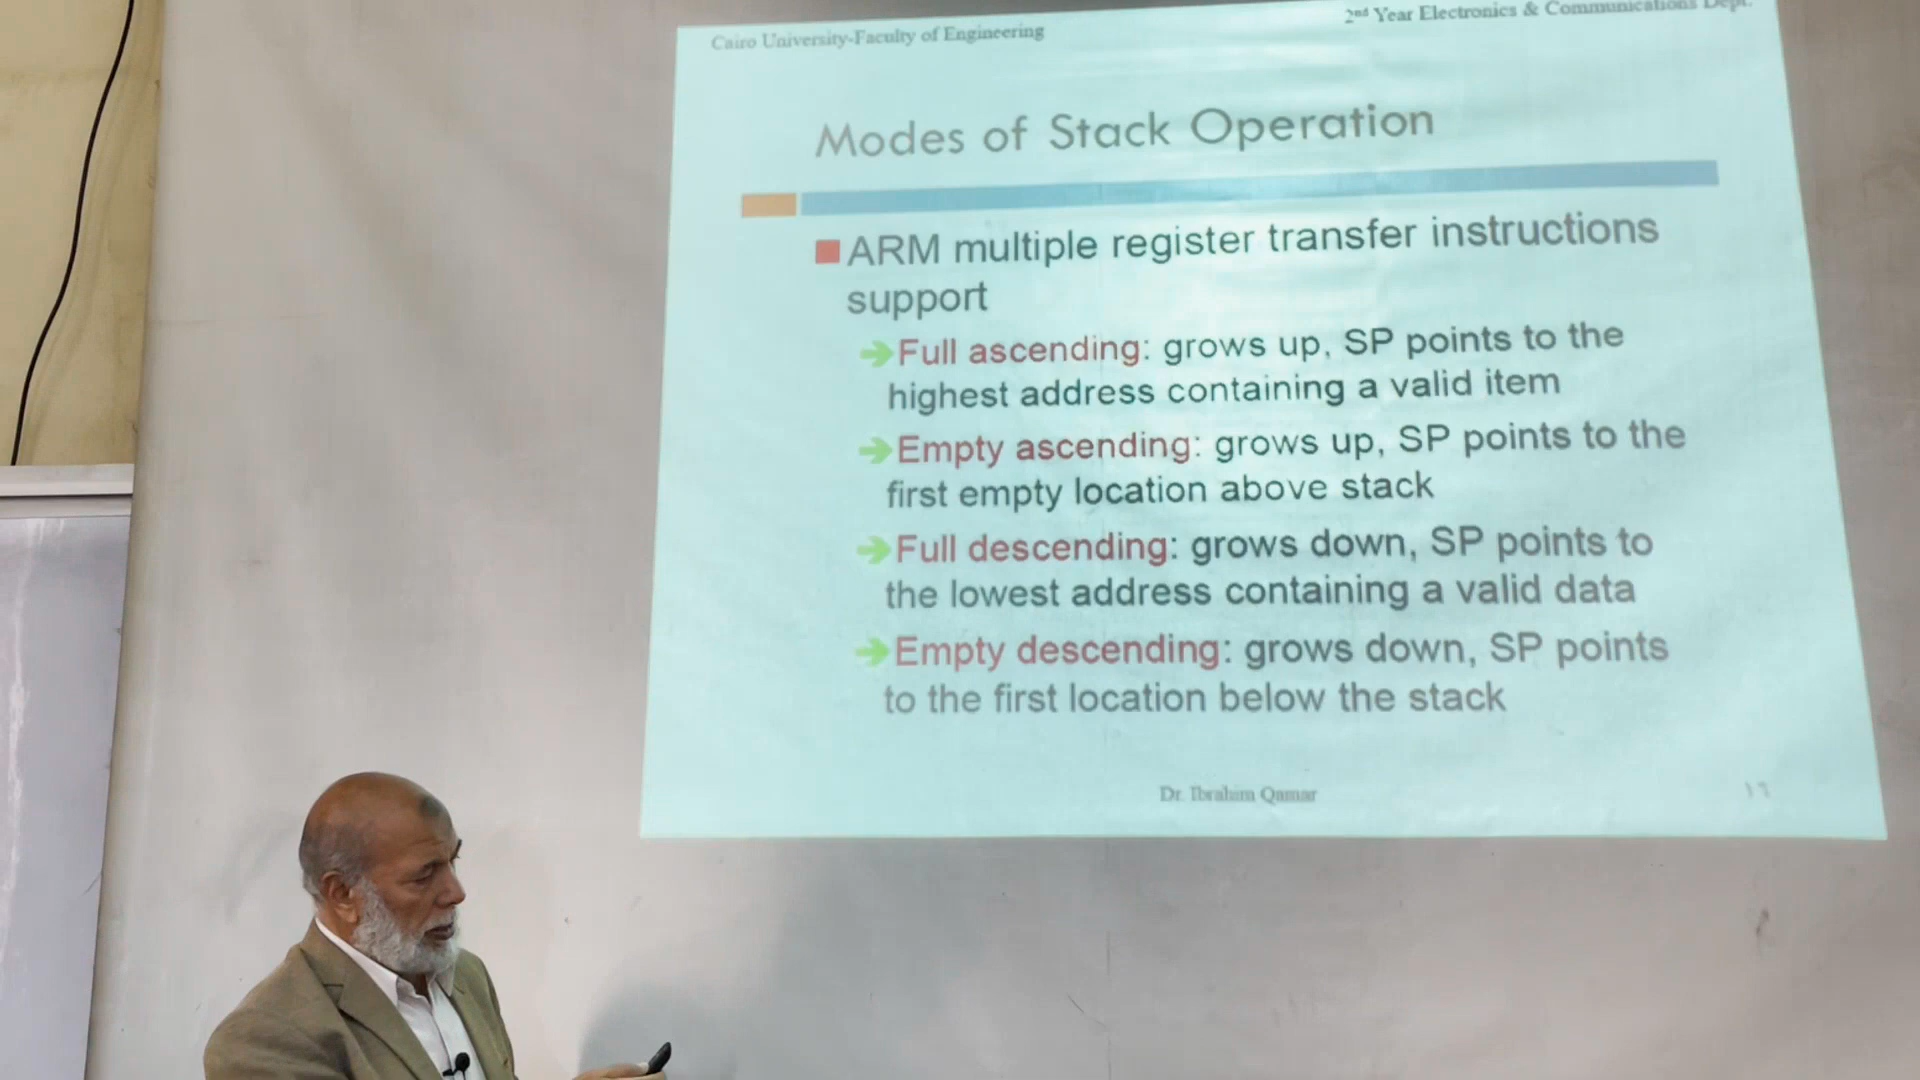 Cairo University-Faculty of Engineering
2nd Year Electronics & Communications Dept.
Modes of Stack Operation
ARM multiple register transfer instructions
support
Full ascending: grows up, SP points to the
highest address containing a valid item
Empty ascending: grows up, SP points to the
first empty location above stack
Full descending: grows down, SP points to
the lowest address containing a valid data
Empty descending: grows down, SP points
to the first location below the stack
Dr. Ibrahim Qamar